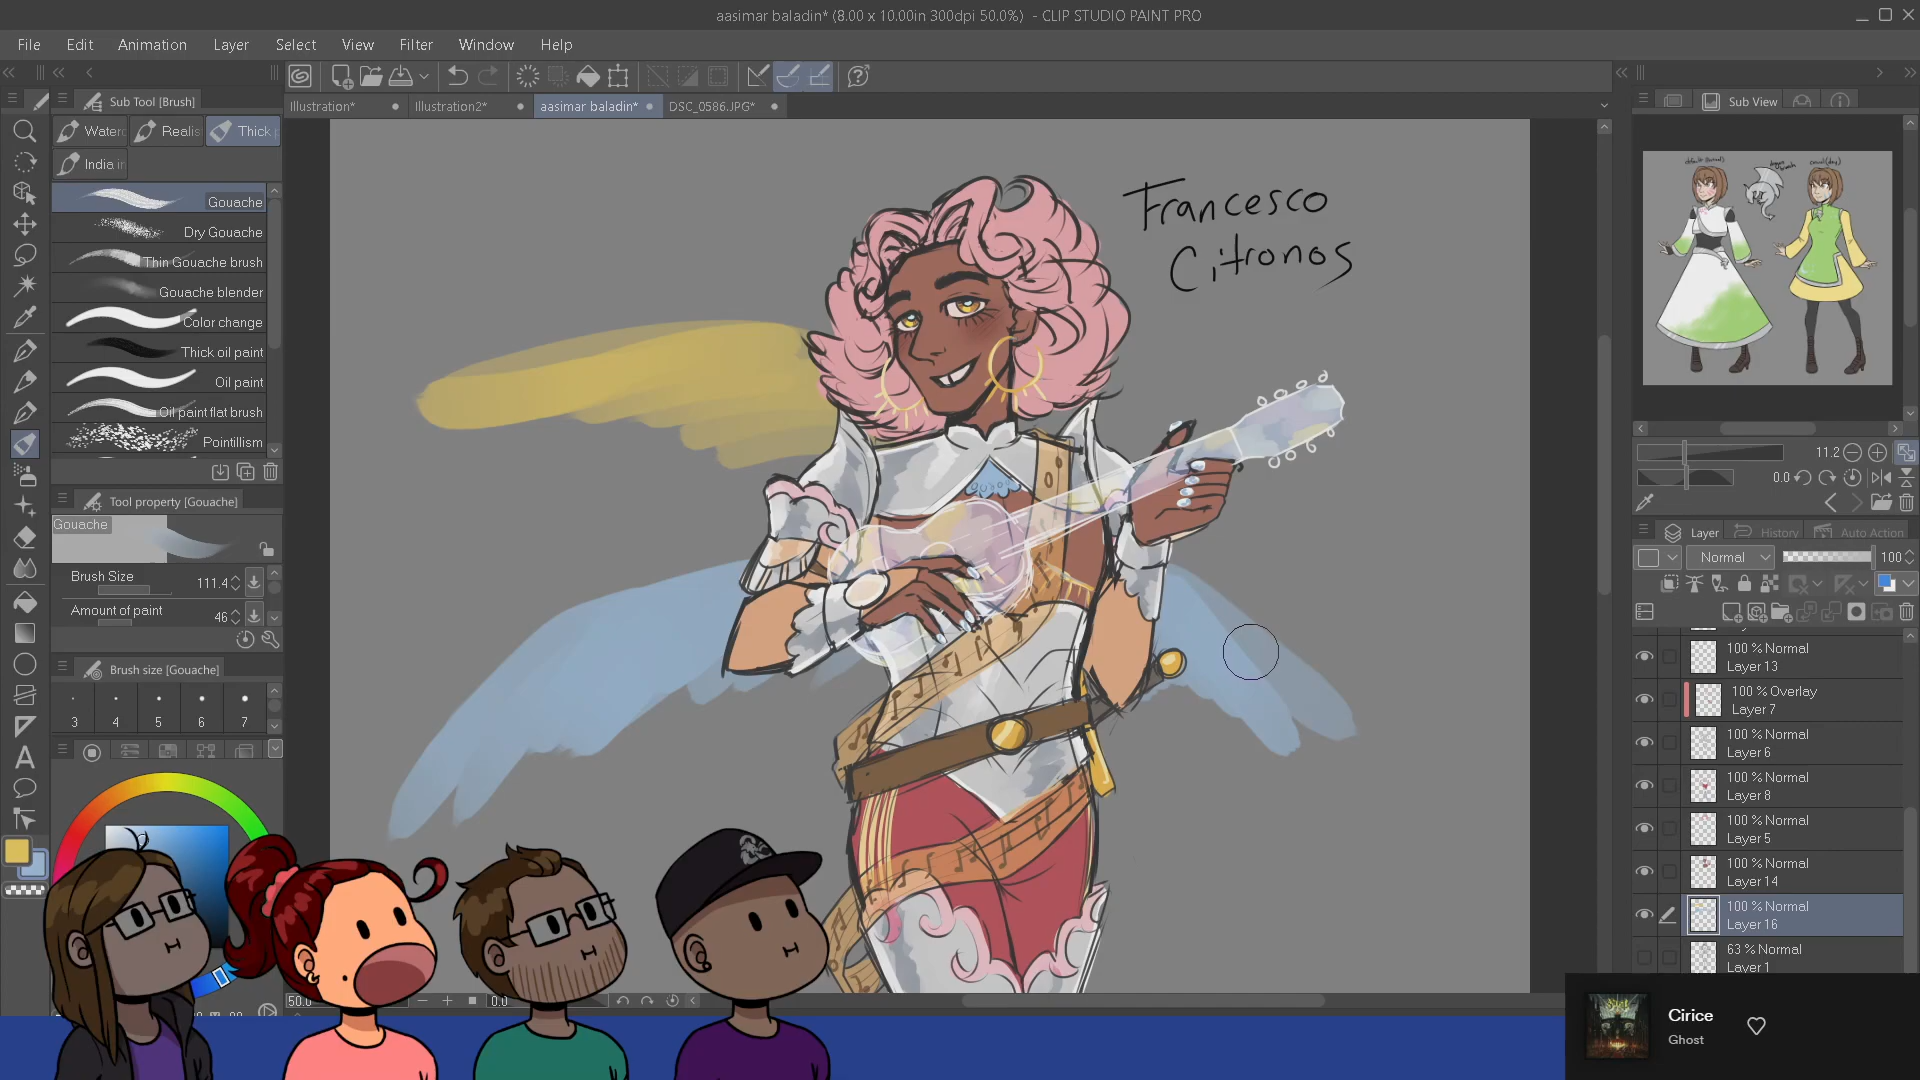 aasimar baladin* (8.00 x 10.00in 300dpi 50.0%) - CLIP STUDIO PAINT PRO
File Edit Animation Layer Select View Filter Window Help
Sub Tool [Brush]
Illustration* Illustration2* aasimar baladin* DSC_0586.JPG*
Sub View
Waterc Realis Thick p
India in
Gouache
Dry Gouache
Thin Gouache brush
Gouache blender
Color change
Thick oil paint
Oil paint
Oil paint flat brush
Pointillism
Tool property [Gouache]
Gouache
Brush Size 111.4
Amount of paint 46
Brush size [Gouache]
3 4 5 6 7
Francesco
Citronos
11.2
0.0
Layer History Auto Action
Normal 100
100 % Normal
Layer 13
100 % Overlay
Layer 7
100 % Normal
Layer 6
100 % Normal
Layer 8
100 % Normal
Layer 5
100 % Normal
Layer 14
100 % Normal
Layer 16
63 % Normal
Layer 1
50.0 0.0
Cirice
Ghost